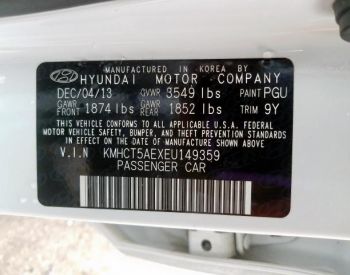 MANUFACTURED IN KOREA BY
HYUNDAI MOTOR COMPANY
DEC/04/13 GVWR 3549 lbs PAINT PGU
GAWR FRONT 1874 lbs GAWR REAR 1852 lbs TRIM 9Y
THIS VEHICLE CONFORMS TO ALL APPLICABLE U.S.A. FEDERAL
MOTOR VEHICLE SAFETY, BUMPER, AND THEFT PREVENTION STANDARDS
IN EFFECT ON THE DATE OF MANUFACTURE SHOWN ABOVE.
V.I.N KMHCT5AEXEU149359
PASSENGER CAR